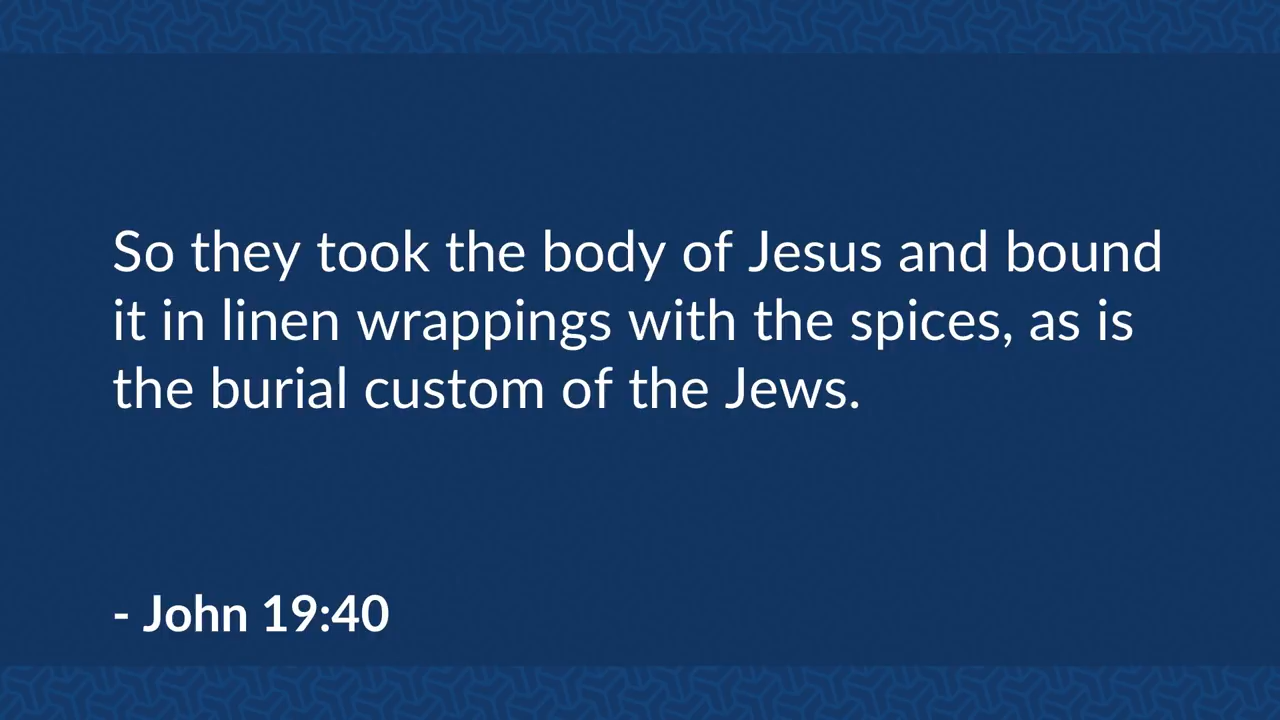 So they took the body of Jesus and bound
it in linen wrappings with the spices, as is
the burial custom of the Jews.
- John 19:40